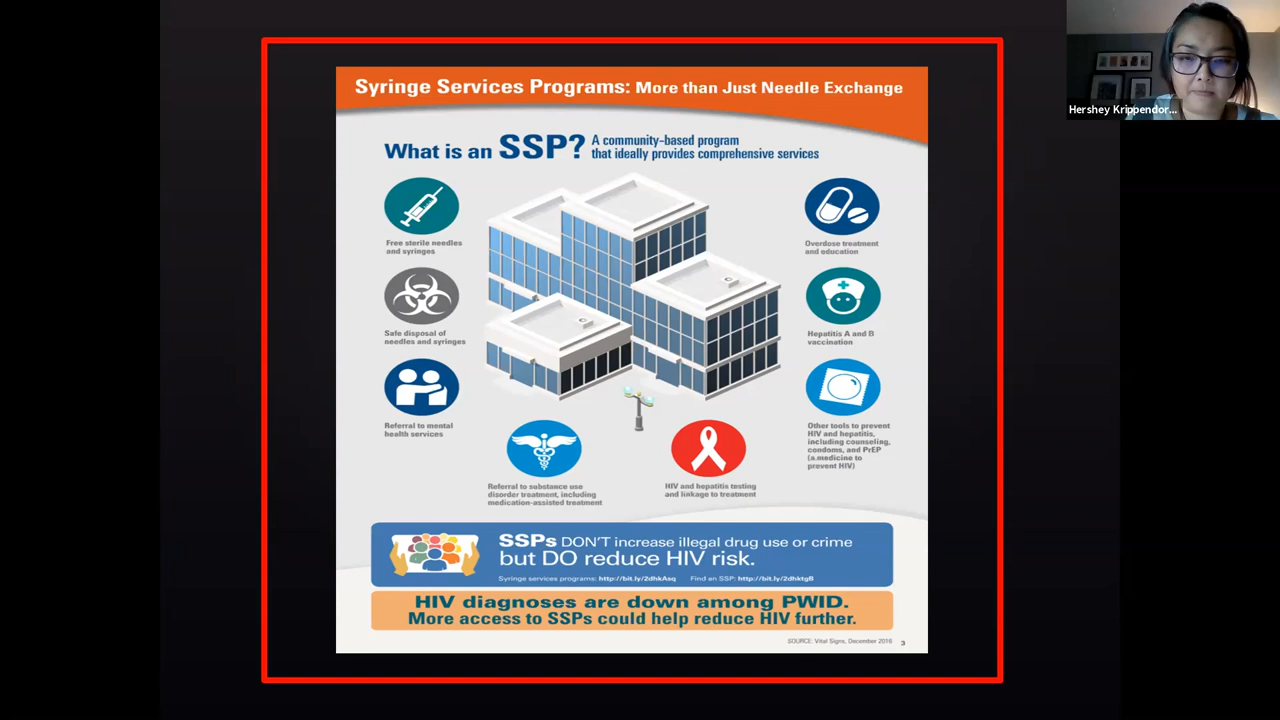 Syringe Services Programs: More than Just Needle Exchange
What is an SSP? A community-based program
that ideally provides comprehensive services
Free sterile needles
and syringes
Safe disposal of
needles and syringes
Referral to mental
health services
Referral to substance use
disorder treatment, including
medication-assisted treatment
HIV and hepatitis testing
and linkage to treatment
Overdose treatment
and education
Hepatitis A and B
vaccination
Other tools to prevent
HIV and hepatitis,
including counseling,
condoms, and PrEP
(a medicine to
prevent HIV)
SSPs DON'T increase illegal drug use or crime
but DO reduce HIV risk.
Syringe services programs: http://bit.ly/2dhkAsq Find an SSP: http://bit.ly/2dhktgB
HIV diagnoses are down among PWID.
More access to SSPs could help reduce HIV further.
SOURCE: Vital Signs, December 2016 3
Hershey Krippendor...